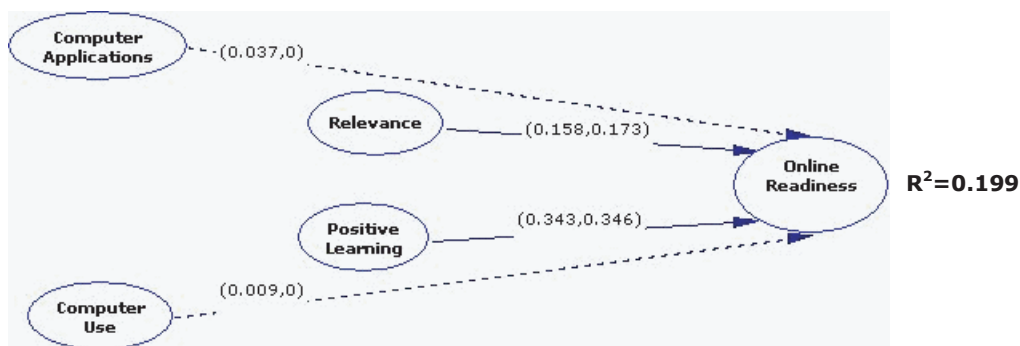 Computer
Applications
(0.037,0)
Relevance
(0.158,0.173)
Online
Readiness
R²=0.199
Positive
Learning
(0.343,0.346)
Computer
Use
(0.009,0)